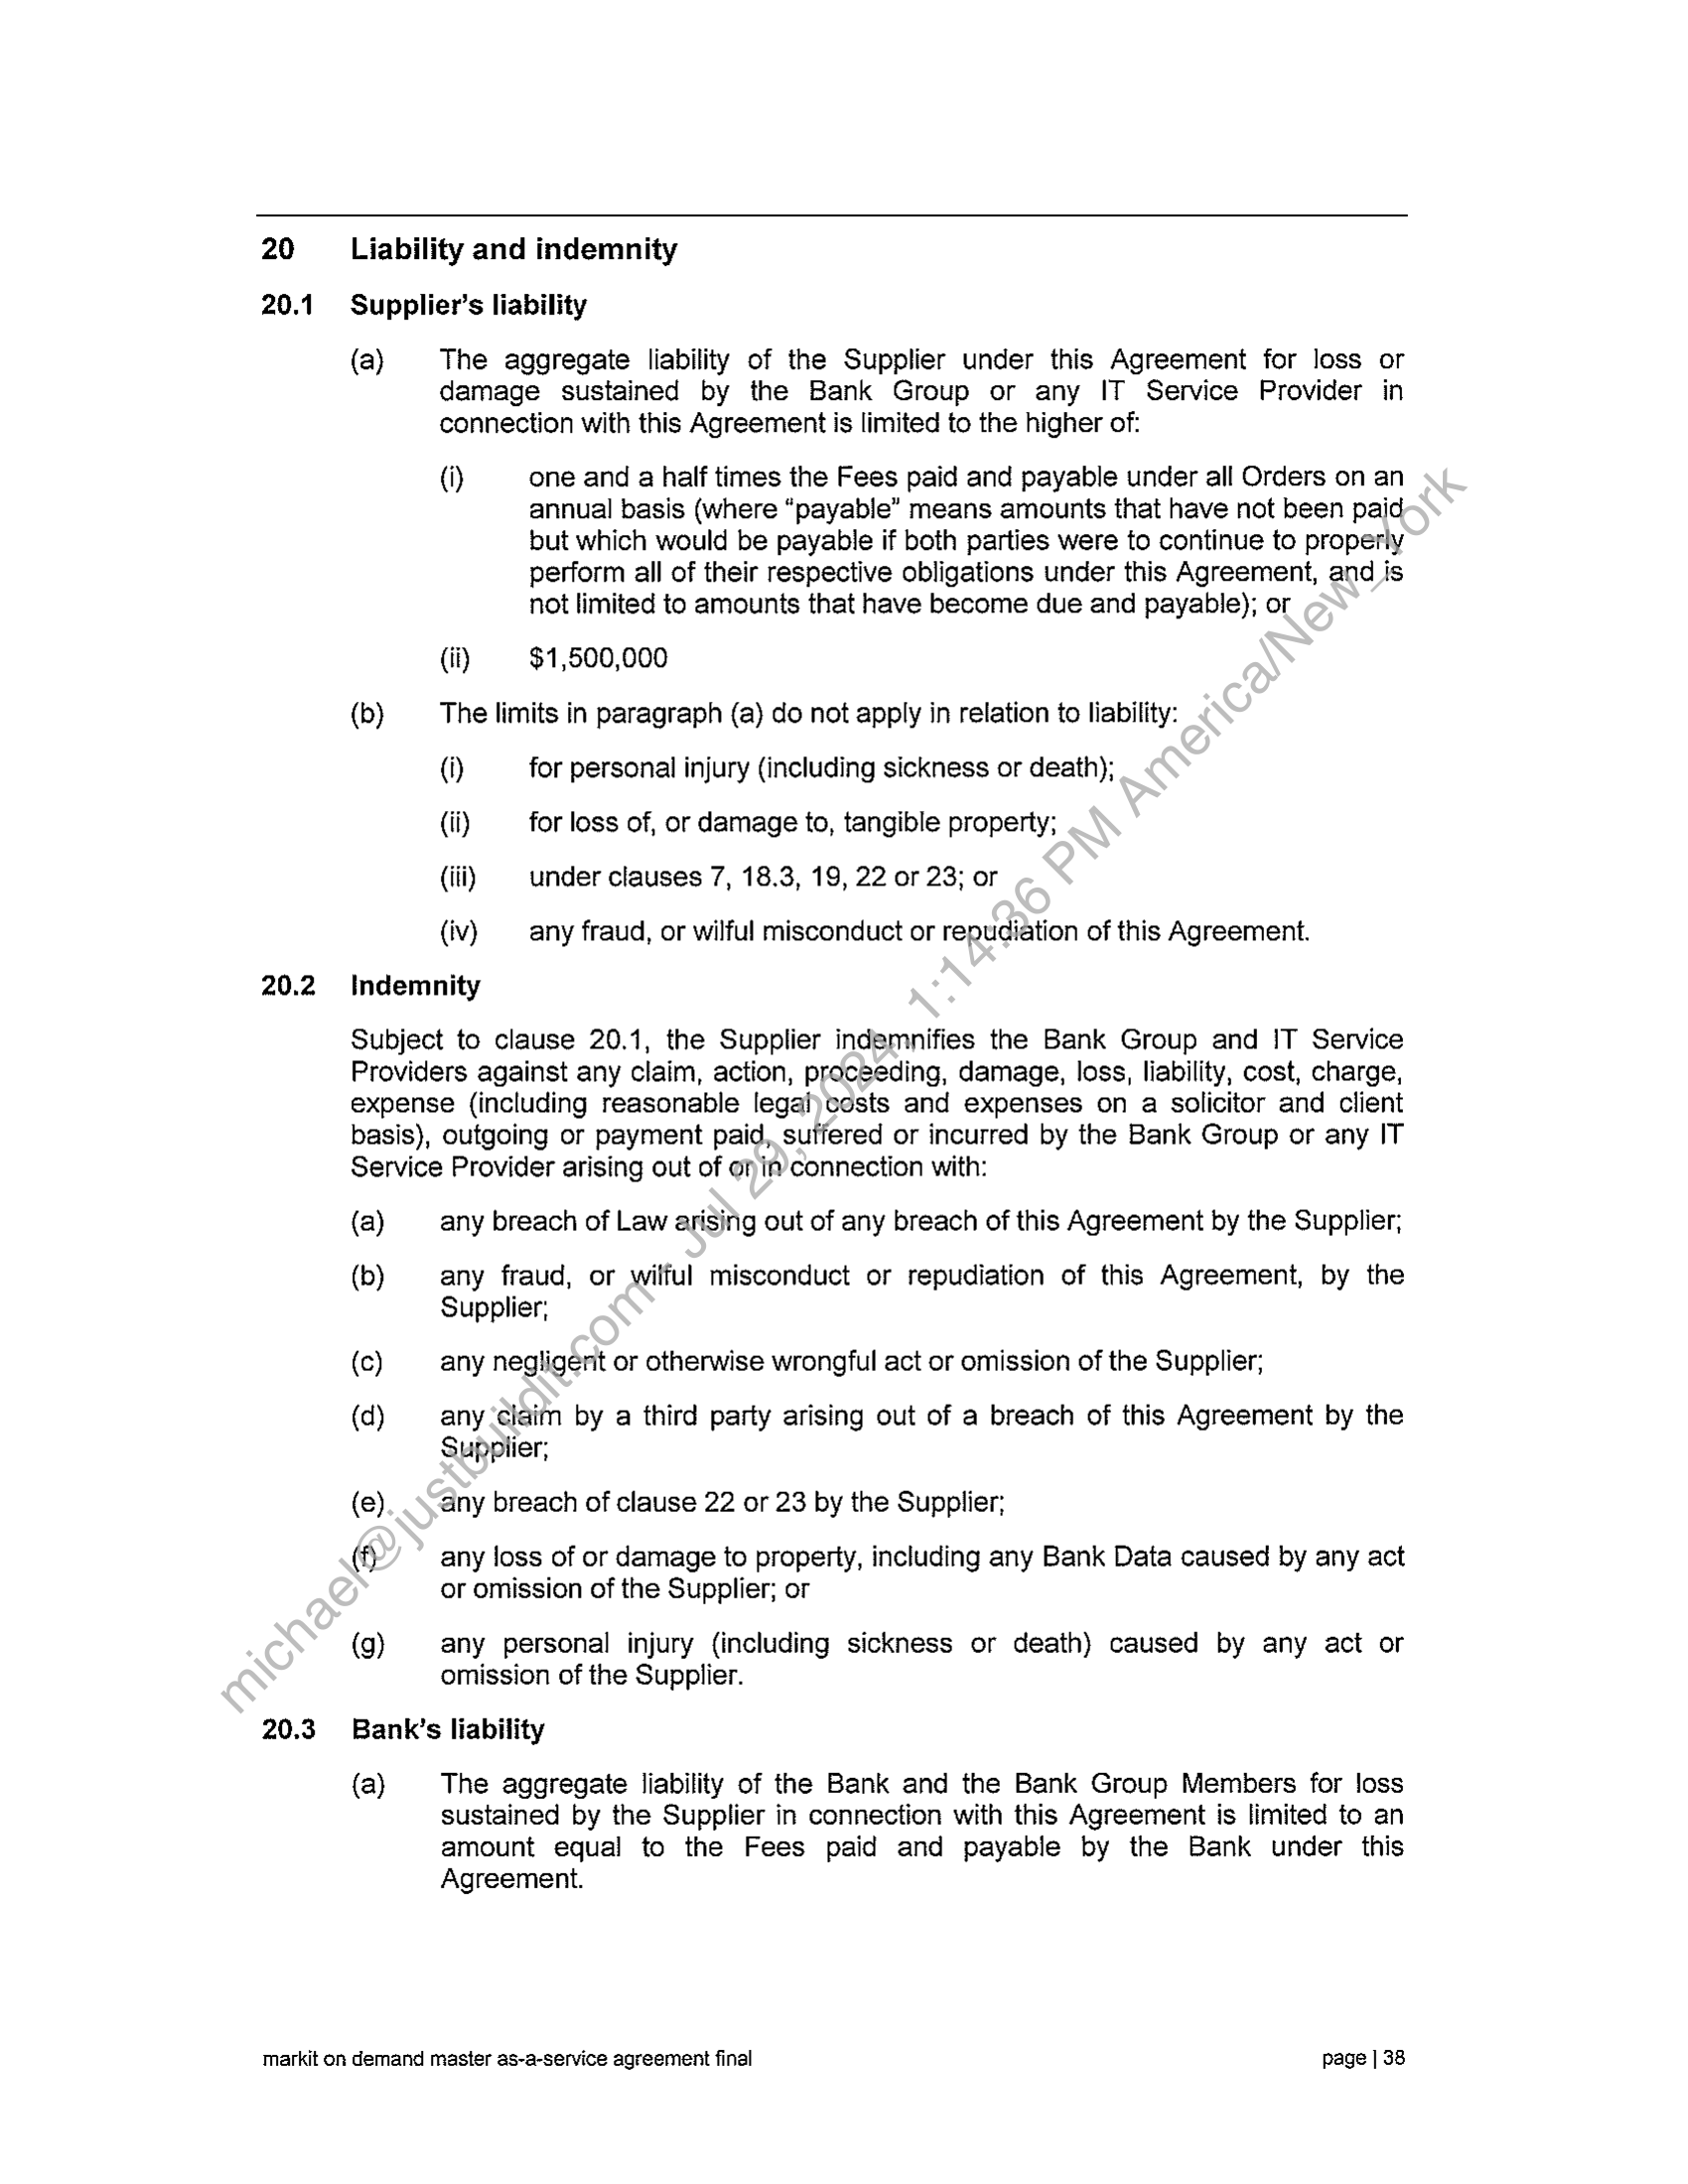 20 Liability and indemnity
20.1 Supplier's liability
(a) The aggregate liability of the Supplier under this Agreement for loss or
damage sustained by the Bank Group or any IT Service Provider in
connection with this Agreement is limited to the higher of:
(i) one and a half times the Fees paid and payable under all Orders on an
annual basis (where “payable” means amounts that have not been paid
but which would be payable if both parties were to continue to properly
perform all of their respective obligations under this Agreement, and is
not limited to amounts that have become due and payable); or
(ii) $1,500,000
(b) The limits in paragraph (a) do not apply in relation to liability:
(i) for personal injury (including sickness or death);
(ii) for loss of, or damage to, tangible property;
(iii) under clauses 7, 18.3, 19, 22 or 23; or
(iv) any fraud, or wilful misconduct or repudiation of this Agreement.
20.2 Indemnity
Subject to clause 20.1, the Supplier indemnifies the Bank Group and IT Service
Providers against any claim, action, proceeding, damage, loss, liability, cost, charge,
expense (including reasonable legal costs and expenses on a solicitor and client
basis), outgoing or payment paid, suffered or incurred by the Bank Group or any IT
Service Provider arising out of or in connection with:
(a) any breach of Law arising out of any breach of this Agreement by the Supplier;
(b) any fraud, or wilful misconduct or repudiation of this Agreement, by the
Supplier;
(c) any negligent or otherwise wrongful act or omission of the Supplier;
(d) any claim by a third party arising out of a breach of this Agreement by the
Supplier;
(e) any breach of clause 22 or 23 by the Supplier;
(f) any loss of or damage to property, including any Bank Data caused by any act
or omission of the Supplier; or
(g) any personal injury (including sickness or death) caused by any act or
omission of the Supplier.
20.3 Bank's liability
(a) The aggregate liability of the Bank and the Bank Group Members for loss
sustained by the Supplier in connection with this Agreement is limited to an
amount equal to the Fees paid and payable by the Bank under this
Agreement.
markit on demand master as-a-service agreement final page | 38
michael@justbuildit.com - Jul 29, 2024, 1:14:36 PM America/New_York